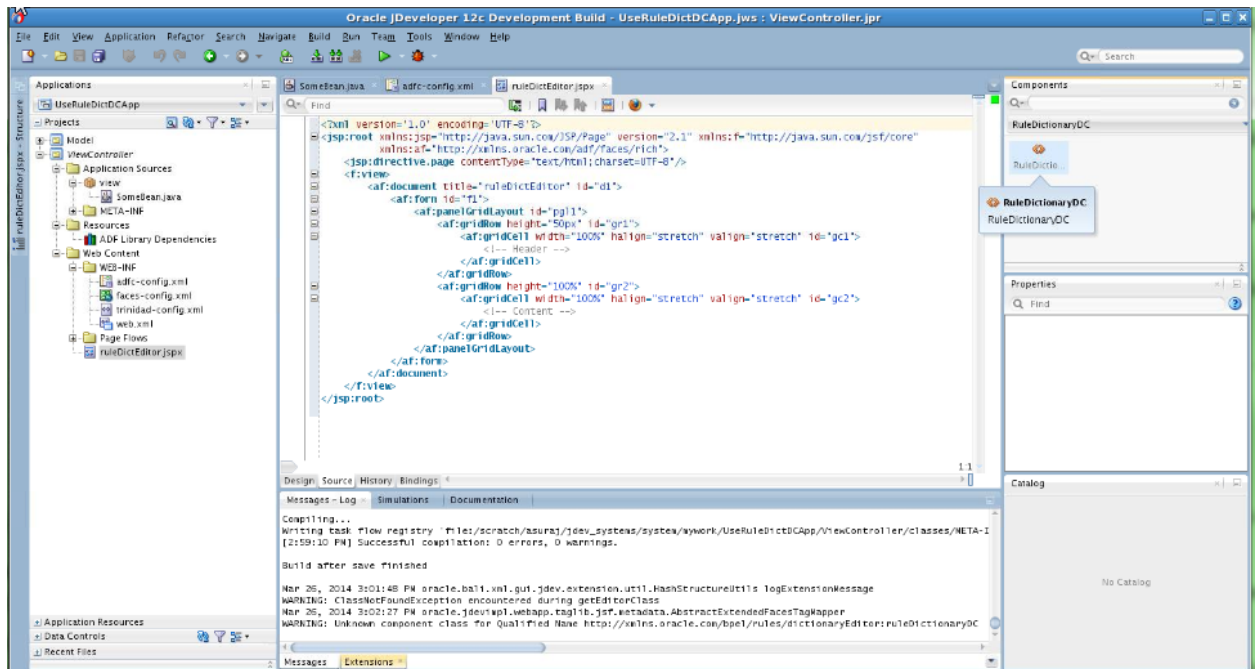 Oracle JDeveloper 12c Development Build - UseRuleDictDCApp.jws : ViewController.jpr
File Edit View Application Refactor Search Navigate Build Run Team Tools Window Help
Search
Applications
UseRuleDictDCApp
Projects
Model
ViewController
Application Sources
view
SomeBean.java
META-INF
Resources
ADF Library Dependencies
Web Content
WEB-INF
adfc-config.xml
faces-config.xml
trinidad-config.xml
web.xml
Page Flows
ruleDictEditor.jspx
Application Resources
Data Controls
Recent Files
ruleDictEditor.jspx - Structure
SomeBean.java adfc-config.xml ruleDictEditor.jspx
Find
<?xml version='1.0' encoding='UTF-8'?>
<jsp:root xmlns:jsp="http://java.sun.com/JSP/Page" version="2.1" xmlns:f="http://java.sun.com/jsf/core"
xmlns:af="http://xmlns.oracle.com/adf/faces/rich">
<jsp:directive.page contentType="text/html;charset=UTF-8"/>
<f:view>
<af:document title="ruleDictEditor" id="d1">
<af:form id="f1">
<af:panelGridLayout id="pgl1">
<af:gridRow height="50px" id="gr1">
<af:gridCell width="100%" halign="stretch" valign="stretch" id="gc1">
<!-- Header -->
</af:gridCell>
</af:gridRow>
<af:gridRow height="100%" id="gr2">
<af:gridCell width="100%" halign="stretch" valign="stretch" id="gc2">
<!-- Content -->
</af:gridCell>
</af:gridRow>
</af:panelGridLayout>
</af:form>
</af:document>
</f:view>
</jsp:root>
1:1
Design Source History Bindings
Messages - Log Simulations Documentation
Compiling...
Writing task flow registry 'file:/scratch/asuraj/jdev_systems/system/mywork/UseRuleDictDCApp/ViewController/classes/META-I
[2:59:10 PM] Successful compilation: 0 errors, 0 warnings.
Build after save finished
Mar 26, 2014 3:01:48 PM oracle.bali.xml.gui.jdev.extension.util.HashStructureUtils logExtensionMessage
WARNING: ClassNotFoundException encountered during getEditorClass
Mar 26, 2014 3:02:27 PM oracle.jdevimpl.webapp.taglib.jsf.metadata.AbstractExtendedFacesTagMapper
WARNING: Unknown component class for Qualified Name http://xmlns.oracle.com/bpel/rules/dictionaryEditor:ruleDictionaryDC
Messages Extensions
Components
RuleDictionaryDC
RuleDictio...
RuleDictionaryDC
RuleDictionaryDC
Properties
Find
Catalog
No Catalog